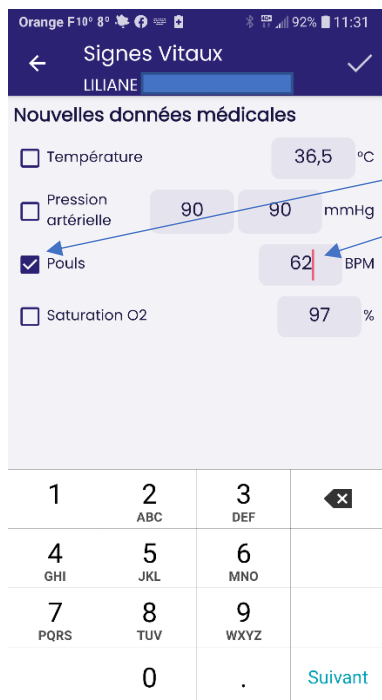 Orange F 10° 8° 92% 11:31
Signes Vitaux
LILIANE
Nouvelles données médicales
Température 36,5 °C
Pression artérielle 90 90 mmHg
Pouls 62 BPM
Saturation O2 97 %
1 2 3
ABC DEF
4 5 6
GHI JKL MNO
7 8 9
PQRS TUV WXYZ
0 . Suivant